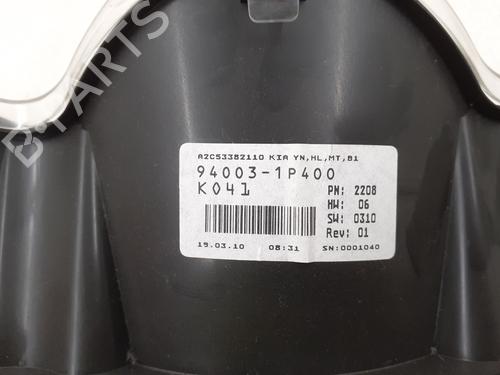 B-PARTS
A2C53382110 KIA YN,HL,MT,B1
94003-1P400
K041
PN: 2208
HW: 06
SW: 0310
Rev: 01
19.03.10 08:31 SN:0001040